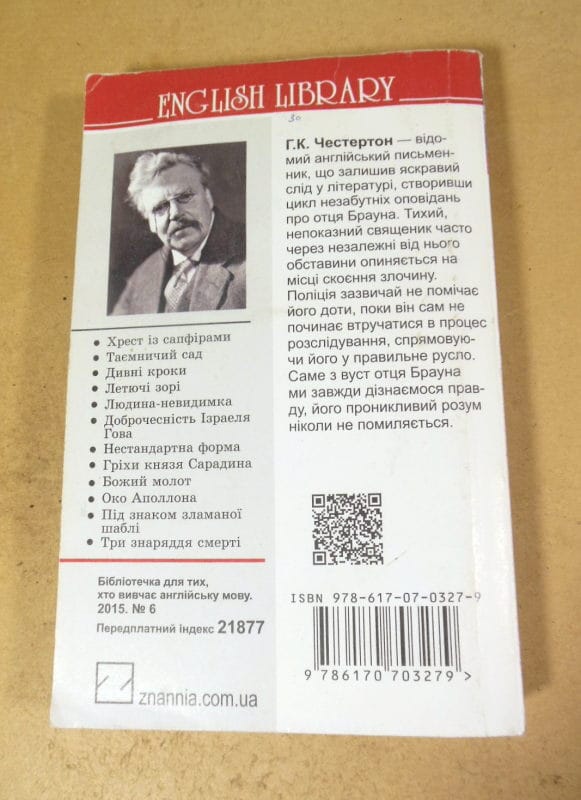 ENGLISH LIBRARY
30
Г.К. Честертон — відо-
мий англійський письмен-
ник, що залишив яскравий
слід у літературі, створивши
цикл незабутніх оповідань
про отця Брауна. Тихий,
непоказний священик часто
через незалежні від нього
обставини опиняється на
місці скоєння злочину.
Поліція зазвичай не помічає
його доти, поки він сам не
починає втручатися в процес
розслідування, спрямовую-
чи його у правильне русло.
Саме з вуст отця Брауна
ми завжди дізнаємося прав-
ду, його проникливий розум
ніколи не помиляється.
• Хрест із сапфірами
• Таємничий сад
• Дивні кроки
• Летючі зорі
• Людина-невидимка
• Доброчесність Ізраеля
Гова
• Нестандартна форма
• Гріхи князя Сарадина
• Божий молот
• Око Аполлона
• Під знаком зламаної
шаблі
• Три знаряддя смерті
Бібліотечка для тих,
хто вивчає англійську мову.
2015. № 6
Передплатний індекс 21877
znannia.com.ua
ISBN 978-617-07-0327-9
9 786170 703279 >